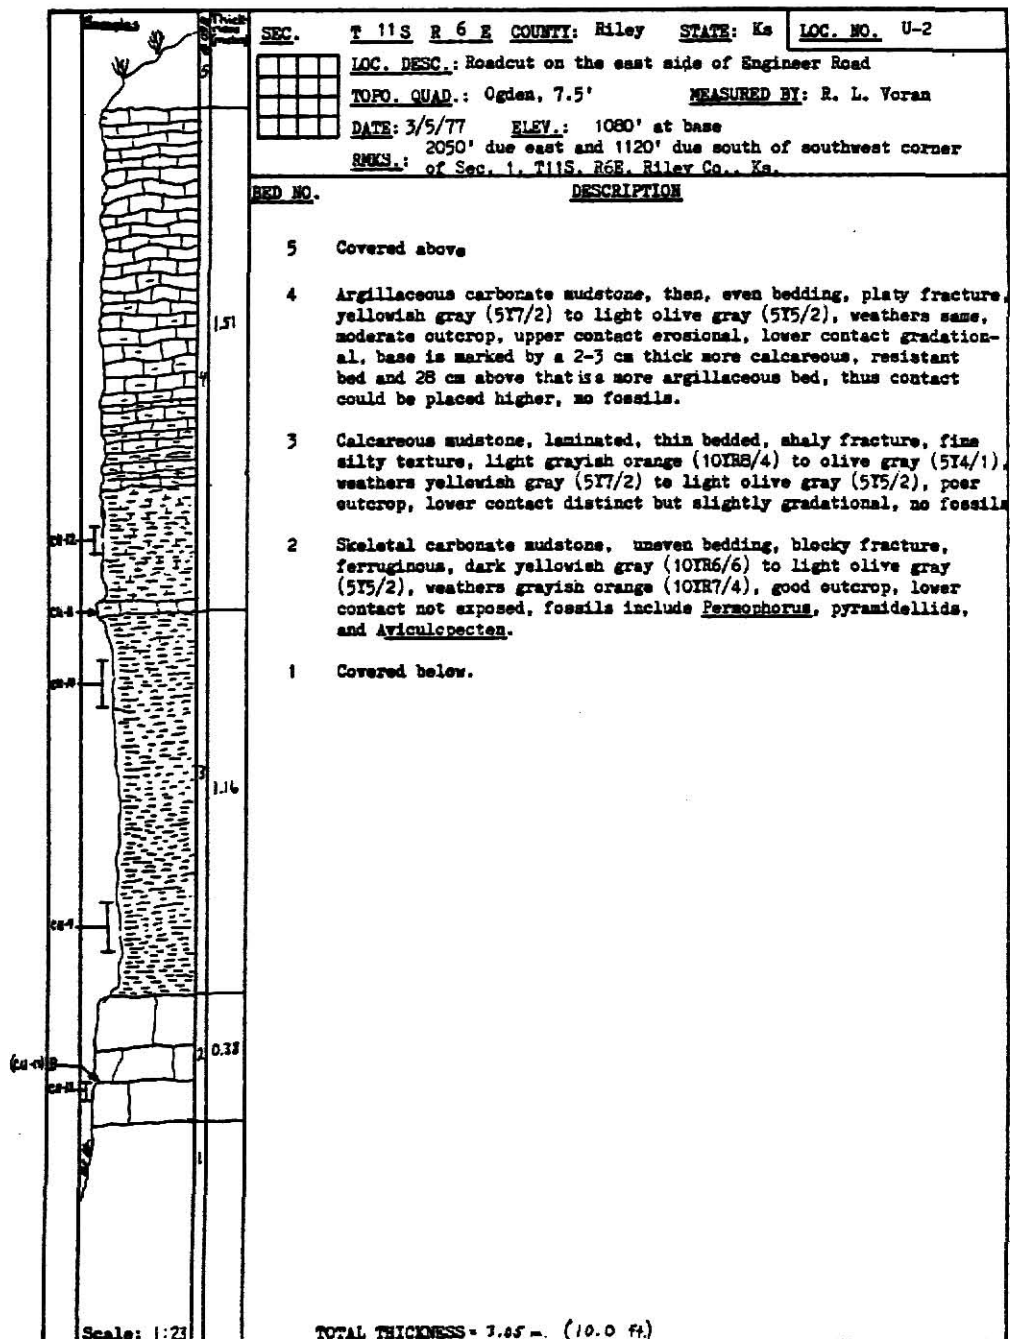 Samples
Thick-
SEC. T 11S R 6 E COUNTY: Riley STATE: Ks LOC. NO. U-2
LOC. DESC.: Roadcut on the east side of Engineer Road
TOPO. QUAD.: Ogden, 7.5' MEASURED BY: R. L. Voran
DATE: 3/5/77 ELEV.: 1080' at base
2050' due east and 1120' due south of southwest corner
RMKS.: of Sec. 1, T11S, R6E, Riley Co., Ks.
BED NO. DESCRIPTION
5 Covered above
4 Argillaceous carbonate mudstone, then, even bedding, platy fracture,
yellowish gray (5Y7/2) to light olive gray (5Y5/2), weathers same,
moderate outcrop, upper contact erosional, lower contact gradation-
al, base is marked by a 2-3 cm thick more calcareous, resistant
bed and 28 cm above that is a more argillaceous bed, thus contact
could be placed higher, no fossils.
3 Calcareous mudstone, laminated, thin bedded, shaly fracture, fine
silty texture, light grayish orange (10YR8/4) to olive gray (5Y4/1),
weathers yellowish gray (5Y7/2) to light olive gray (5Y5/2), poor
outcrop, lower contact distinct but slightly gradational, no fossils
2 Skeletal carbonate mudstone, uneven bedding, blocky fracture,
ferruginous, dark yellowish gray (10YR6/6) to light olive gray
(5Y5/2), weathers grayish orange (10YR7/4), good outcrop, lower
contact not exposed, fossils include Permophorus, pyramidellids,
and Aviculopecten.
1 Covered below.
5
1.51
4
3
1.16
2 0.38
1
Scale: 1:23
TOTAL THICKNESS = 3.05 m. (10.0 ft.)